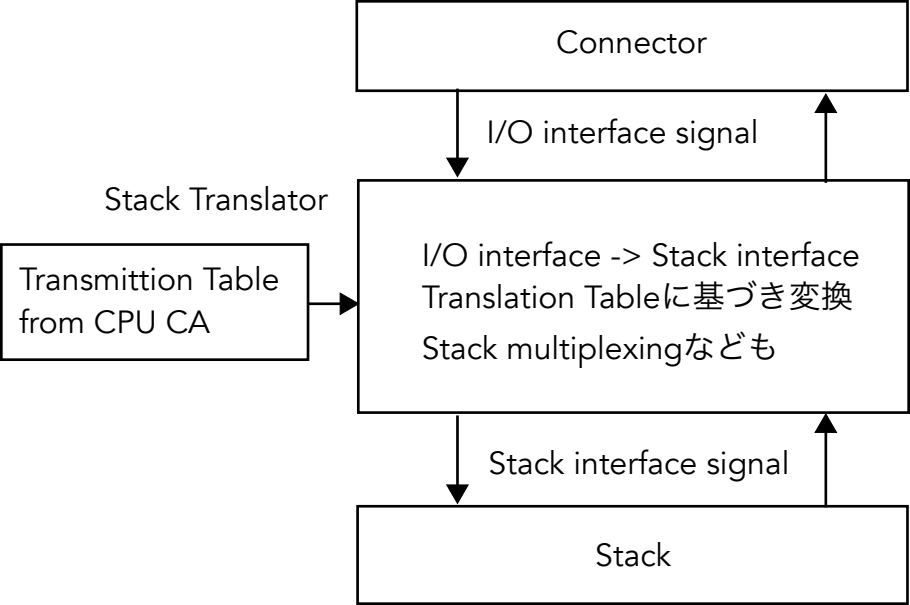 Connector
I/O interface signal
Stack Translator
Transmittion Table
from CPU CA
I/O interface -> Stack interface
Translation Tableに基づき変換
Stack multiplexingなども
Stack interface signal
Stack